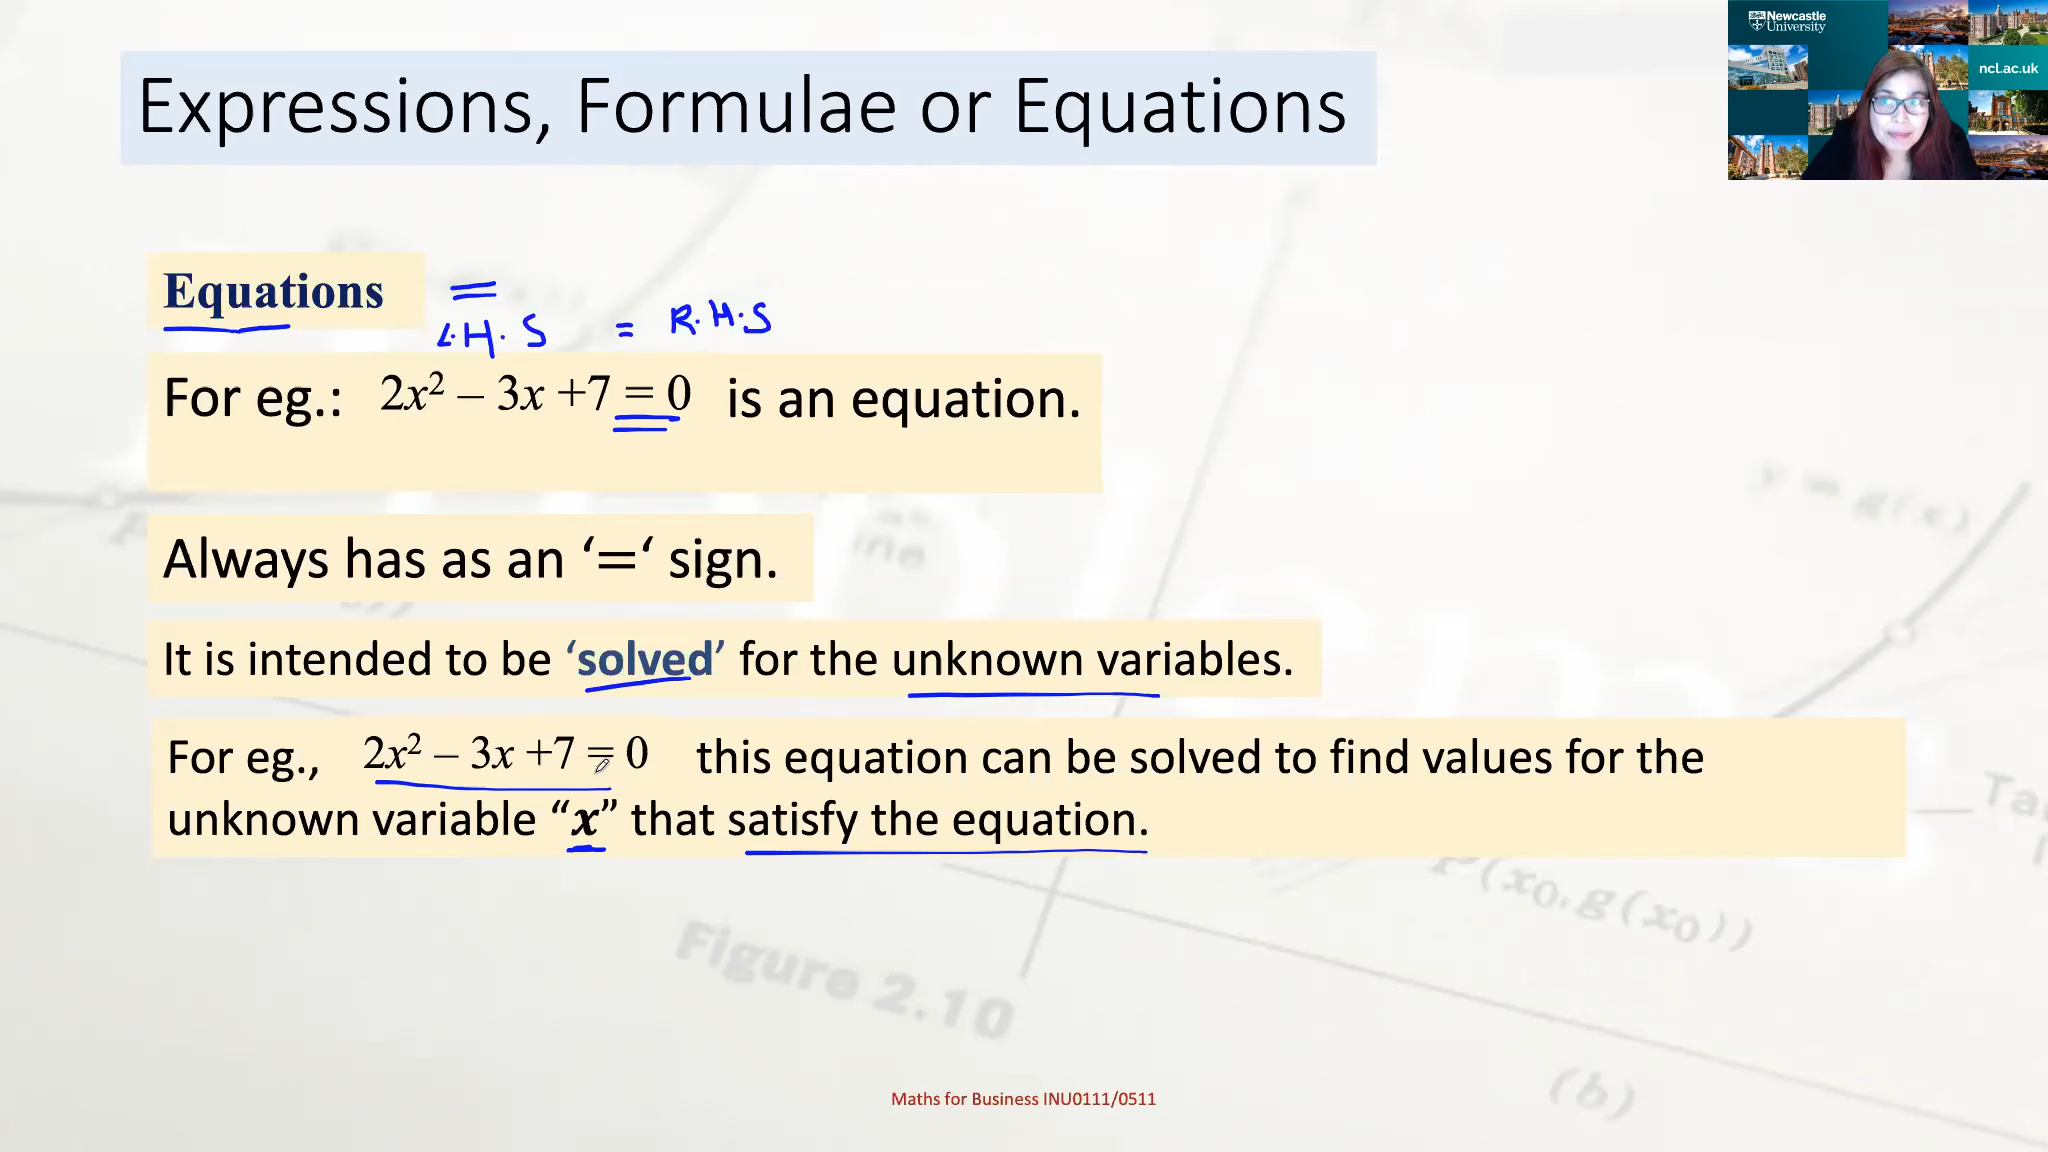 Newcastle
University
ncl.ac.uk
Expressions, Formulae or Equations
Equations =
L.H.S = R.H.S
For eg.: 2x² – 3x +7 = 0 is an equation.
Always has as an ‘=‘ sign.
It is intended to be ‘solved’ for the unknown variables.
For eg., 2x² – 3x +7 = 0 this equation can be solved to find values for the
unknown variable “x” that satisfy the equation.
y = g(x)
P(x₀, g(x₀))
Figure 2.10
(b)
Maths for Business INU0111/0511